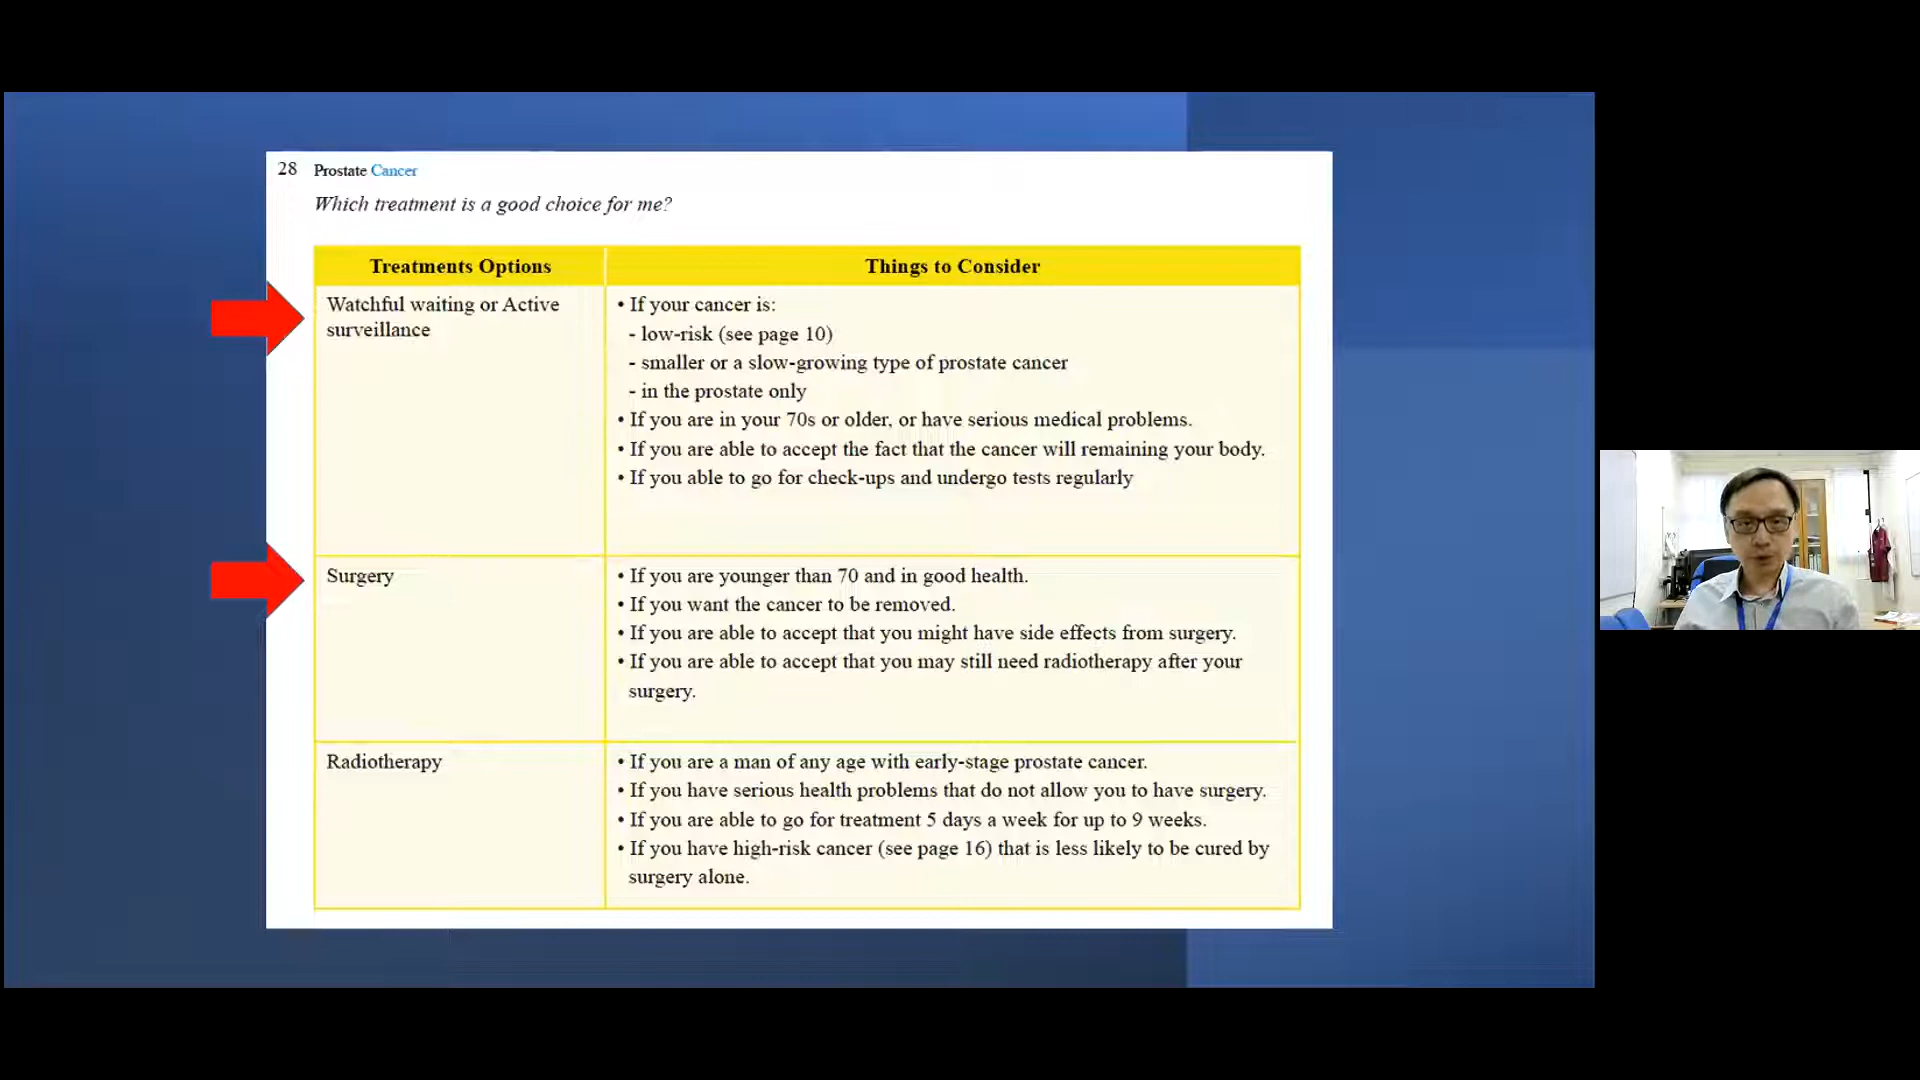 28 Prostate Cancer
Which treatment is a good choice for me?
Treatments Options
Things to Consider
Watchful waiting or Active
surveillance
• If your cancer is:
- low-risk (see page 10)
- smaller or a slow-growing type of prostate cancer
- in the prostate only
• If you are in your 70s or older, or have serious medical problems.
• If you are able to accept the fact that the cancer will remaining your body.
• If you able to go for check-ups and undergo tests regularly
Surgery
• If you are younger than 70 and in good health.
• If you want the cancer to be removed.
• If you are able to accept that you might have side effects from surgery.
• If you are able to accept that you may still need radiotherapy after your
surgery.
Radiotherapy
• If you are a man of any age with early-stage prostate cancer.
• If you have serious health problems that do not allow you to have surgery.
• If you are able to go for treatment 5 days a week for up to 9 weeks.
• If you have high-risk cancer (see page 16) that is less likely to be cured by
surgery alone.